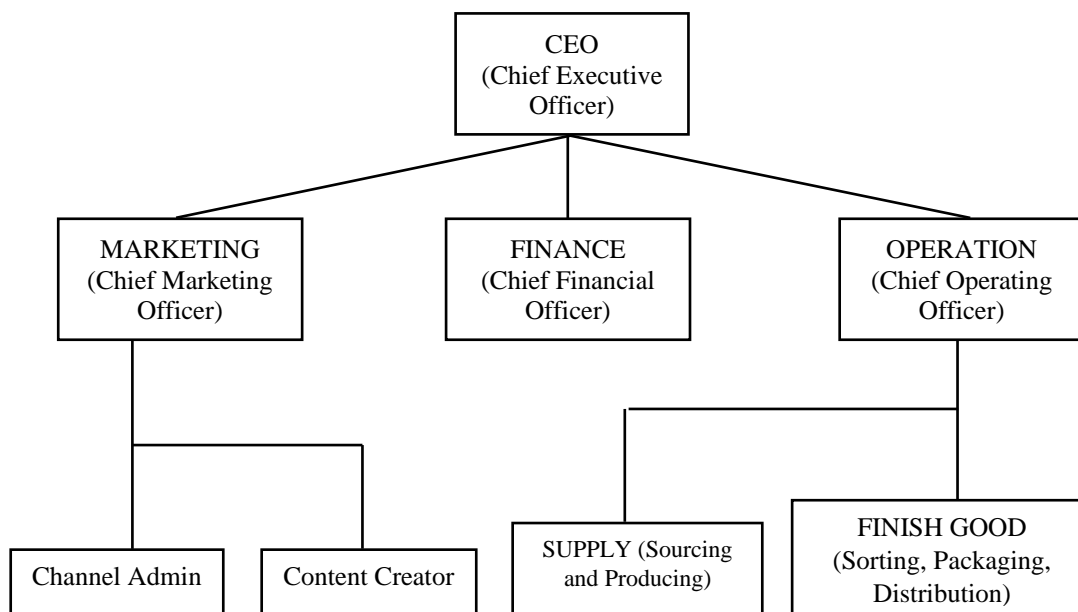 CEO
(Chief Executive
Officer)
MARKETING
(Chief Marketing
Officer)
FINANCE
(Chief Financial
Officer)
OPERATION
(Chief Operating
Officer)
Channel Admin
Content Creator
SUPPLY (Sourcing
and Producing)
FINISH GOOD
(Sorting, Packaging,
Distribution)